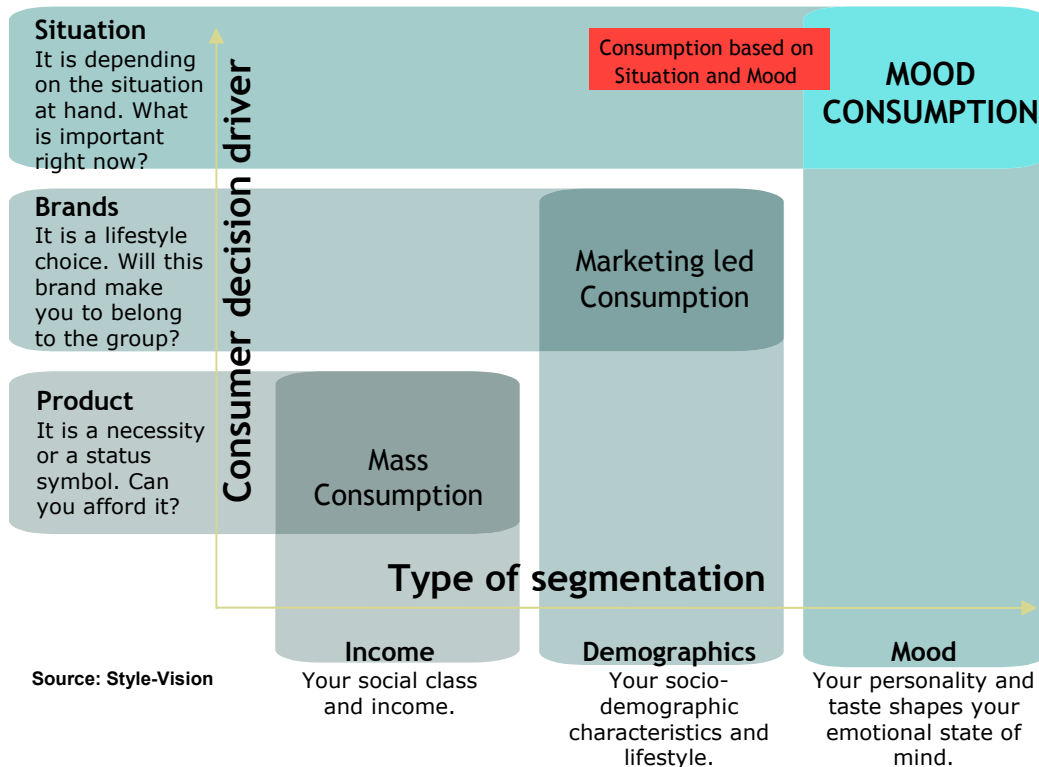 Situation
It is depending
on the situation
at hand. What
is important
right now?
Consumer decision driver
Consumption based on
Situation and Mood
MOOD
CONSUMPTION
Brands
It is a lifestyle
choice. Will this
brand make
you to belong
to the group?
Marketing led
Consumption
Product
It is a necessity
or a status
symbol. Can
you afford it?
Mass
Consumption
Type of segmentation
Source: Style-Vision
Income
Your social class
and income.
Demographics
Your socio-
demographic
characteristics and
lifestyle.
Mood
Your personality and
taste shapes your
emotional state of
mind.